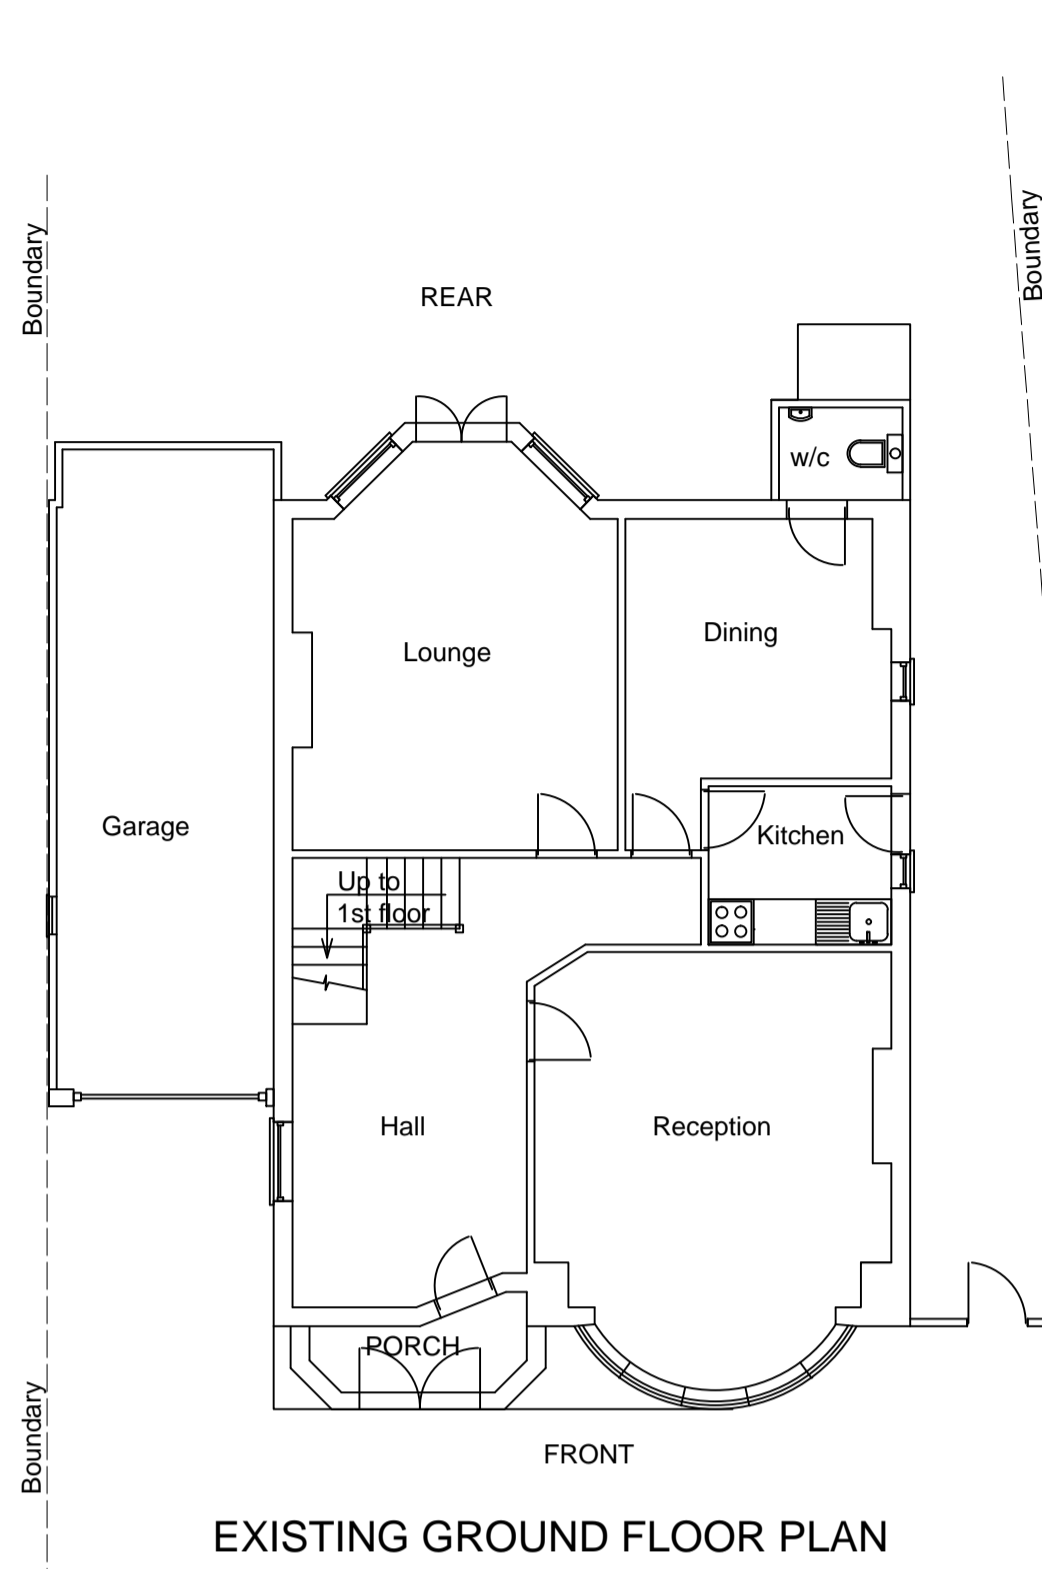 Boundary
Boundary
REAR
w/c
Dining
Lounge
Garage
Kitchen
Up to
1st floor
Hall
Reception
PORCH
Boundary
FRONT
EXISTING GROUND FLOOR PLAN